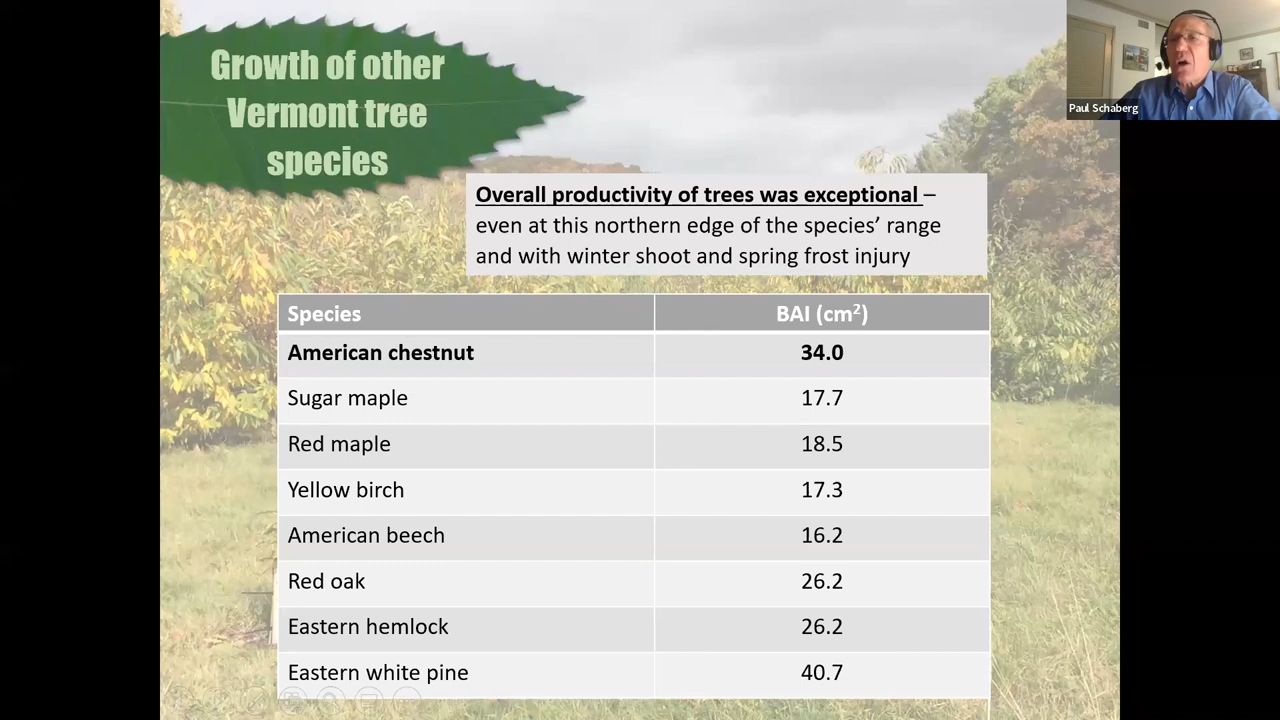 Growth of other
Vermont tree
species
Paul Schaberg
Overall productivity of trees was exceptional –
even at this northern edge of the species’ range
and with winter shoot and spring frost injury
Species BAI (cm²)
American chestnut 34.0
Sugar maple 17.7
Red maple 18.5
Yellow birch 17.3
American beech 16.2
Red oak 26.2
Eastern hemlock 26.2
Eastern white pine 40.7